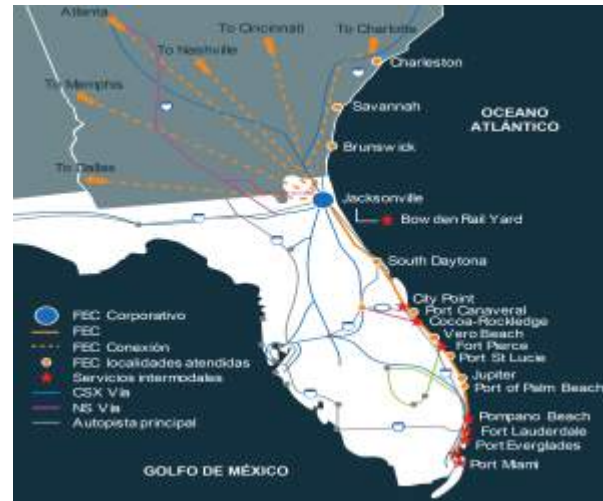 Atlanta
To Cincinnati
To Charlotte
To Nashville
Charleston
To Memphis
Savannah
OCEANO
ATLÁNTICO
Brunswick
To Dallas
Jacksonville
Bowden Rail Yard
South Daytona
City Point
Port Canaveral
Cocoa-Rockledge
Vero Beach
Fort Pierce
Port St Lucie
Jupiter
Port of Palm Beach
Pompano Beach
Fort Lauderdale
Port Everglades
Port Miami
FEC Corporativo
FEC
FEC Conexión
FEC localidades atendidas
Servicios intermodales
CSX Vía
NS Vía
Autopista principal
GOLFO DE MÉXICO